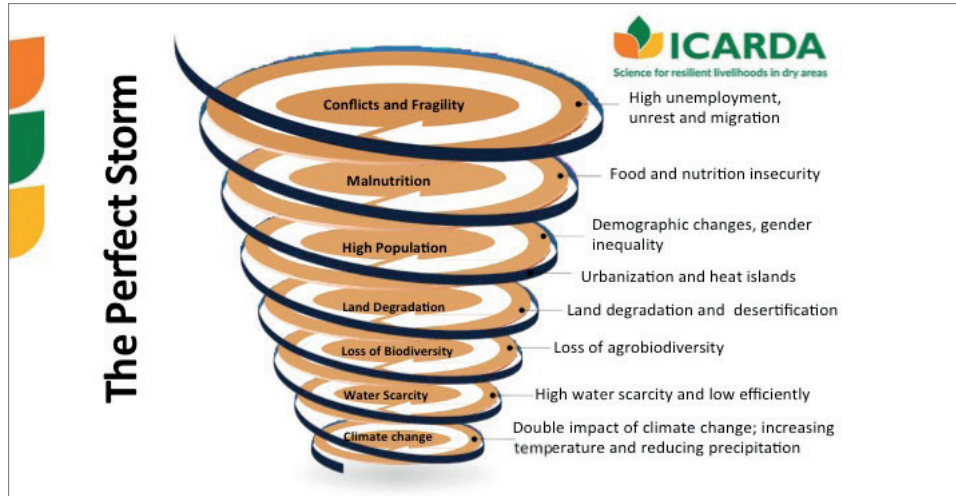 The Perfect Storm
ICARDA
Science for resilient livelihoods in dry areas
Conflicts and Fragility
High unemployment,
unrest and migration
Malnutrition
Food and nutrition insecurity
High Population
Demographic changes, gender
inequality
Urbanization and heat islands
Land Degradation
Land degradation and desertification
Loss of Biodiversity
Loss of agrobiodiversity
Water Scarcity
High water scarcity and low efficiently
Climate change
Double impact of climate change; increasing
temperature and reducing precipitation